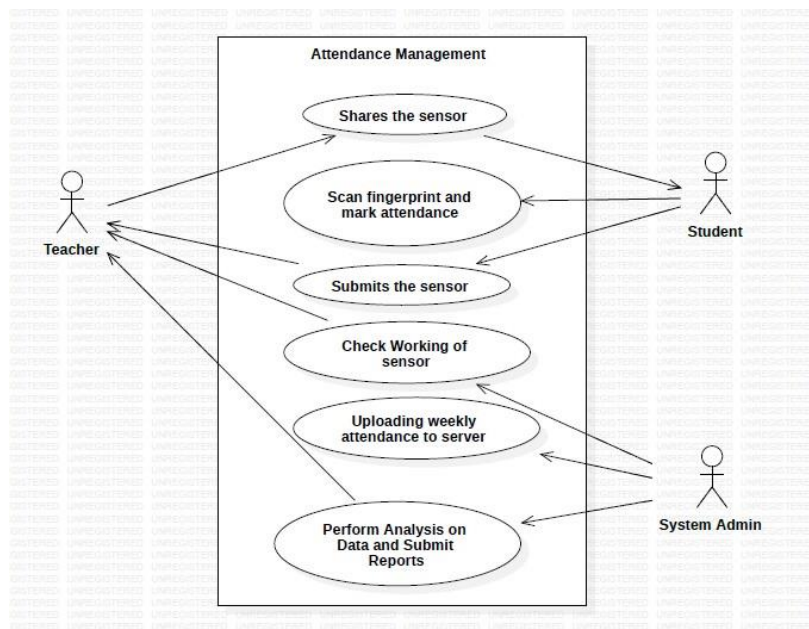 Attendance Management
Shares the sensor
Scan fingerprint and
mark attendance
Teacher
Student
Submits the sensor
Check Working of
sensor
Uploading weekly
attendance to server
System Admin
Perform Analysis on
Data and Submit
Reports